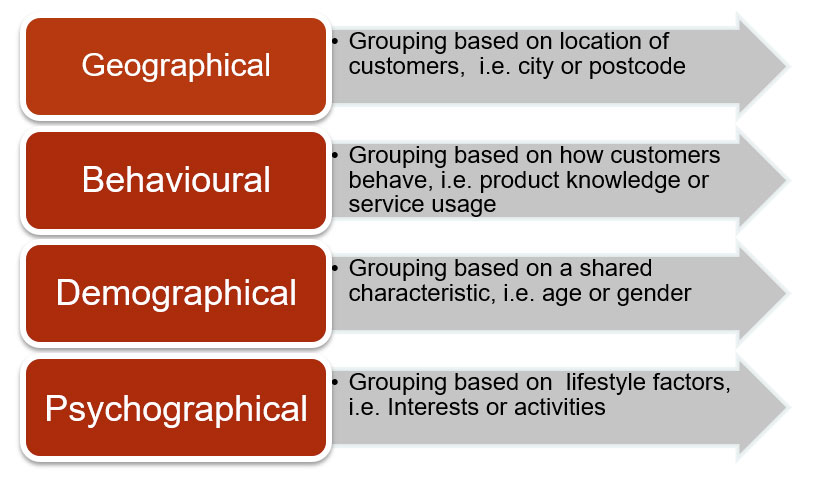 Geographical
• Grouping based on location of
customers,  i.e. city or postcode
Behavioural
• Grouping based on how customers
behave, i.e. product knowledge or
service usage
Demographical
• Grouping based on a shared
characteristic, i.e. age or gender
Psychographical
• Grouping based on  lifestyle factors,
i.e. Interests or activities